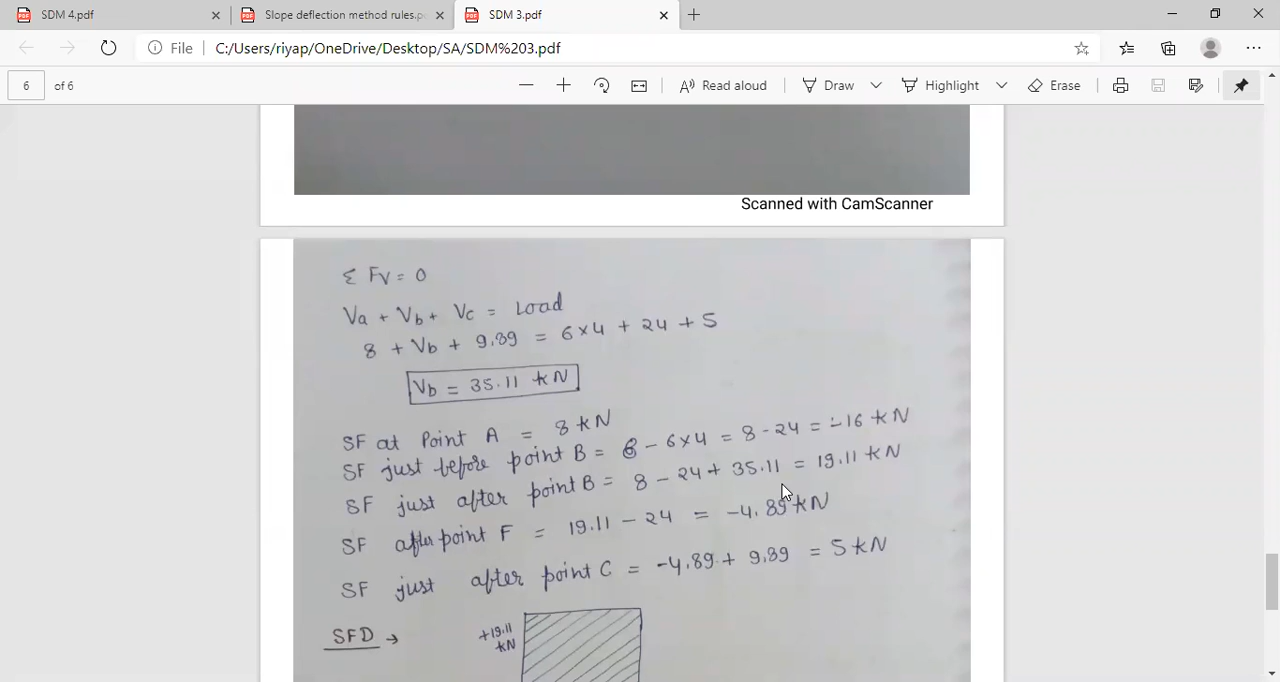 SDM 4.pdf
Slope deflection method rules.p
SDM 3.pdf
File
C:/Users/riyap/OneDrive/Desktop/SA/SDM%203.pdf
6 of 6
Read aloud
Draw
Highlight
Erase
Scanned with CamScanner
Σ Fv = 0
Va + Vb + Vc = Load
8 + Vb + 9.89 = 6×4 + 24 + 5
Vb = 35.11 kN
SF at Point A = 8 kN
SF just before point B = 8 - 6×4 = 8 - 24 = -16 kN
SF just after point B = 8 - 24 + 35.11 = 19.11 kN
SF after point F = 19.11 - 24 = -4.89 kN
SF just after point C = -4.89 + 9.89 = 5 kN
SFD →
+19.11
kN